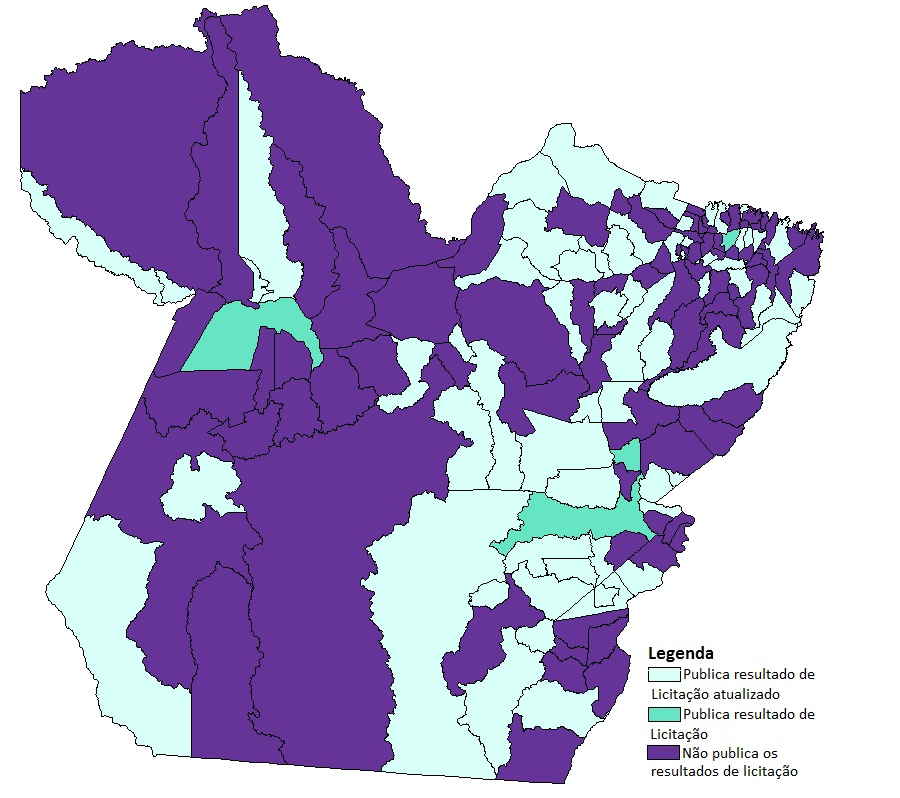 Legenda
Publica resultado de
Licitação atualizado
Publica resultado de
Licitação
Não publica os
resultados de licitação